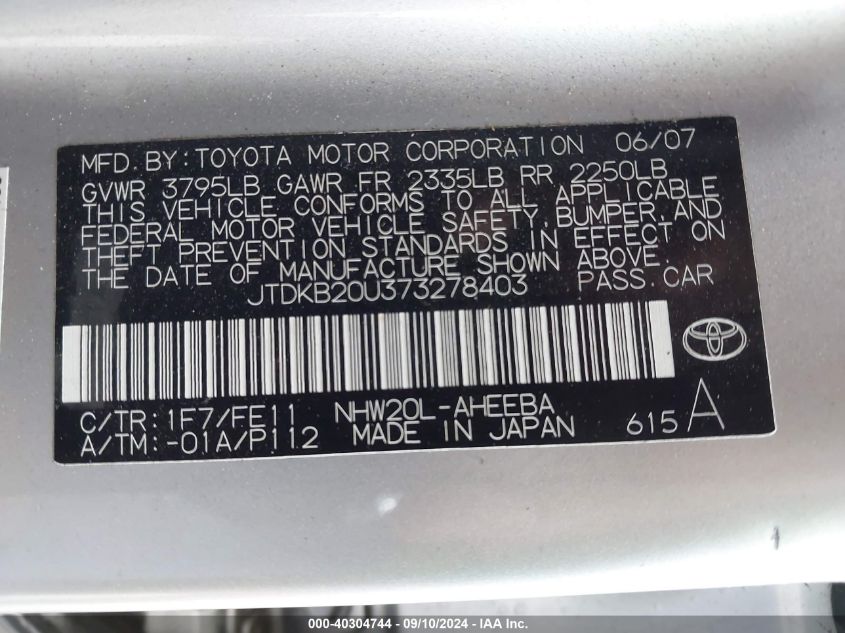 MFD. BY: TOYOTA MOTOR CORPORATION 06/07
GVWR 3795LB GAWR FR 2335LB RR 2250LB
THIS VEHICLE CONFORMS TO ALL APPLICABLE
FEDERAL MOTOR VEHICLE SAFETY, BUMPER, AND
THEFT PREVENTION STANDARDS IN EFFECT ON
THE DATE OF MANUFACTURE SHOWN ABOVE.
JTDKB20U373278403 PASS. CAR
C/TR: 1F7/FE11 NHW20L-AHEEBA
A/TM: -01A/P112 MADE IN JAPAN 615 A
000-40304744 - 09/10/2024 - IAA Inc.